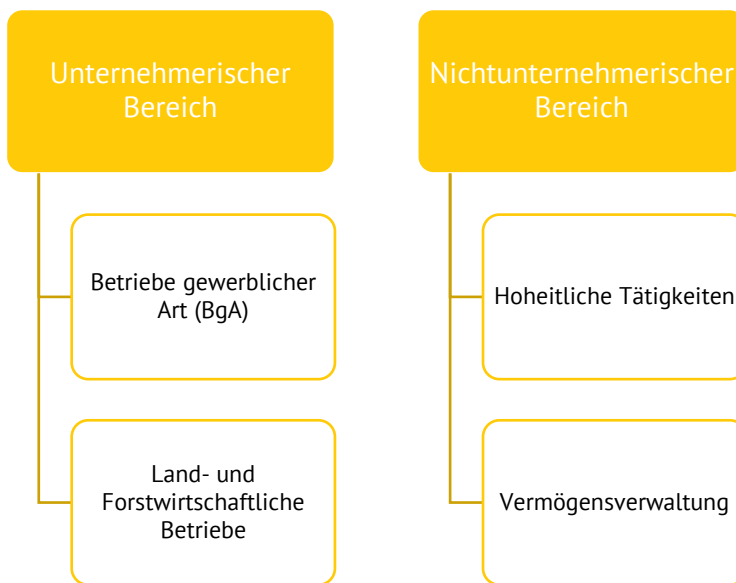 Unternehmerischer
Bereich
Betriebe gewerblicher
Art (BgA)
Land- und
Forstwirtschaftliche
Betriebe
Nichtunternehmerischer
Bereich
Hoheitliche Tätigkeiten
Vermögensverwaltung